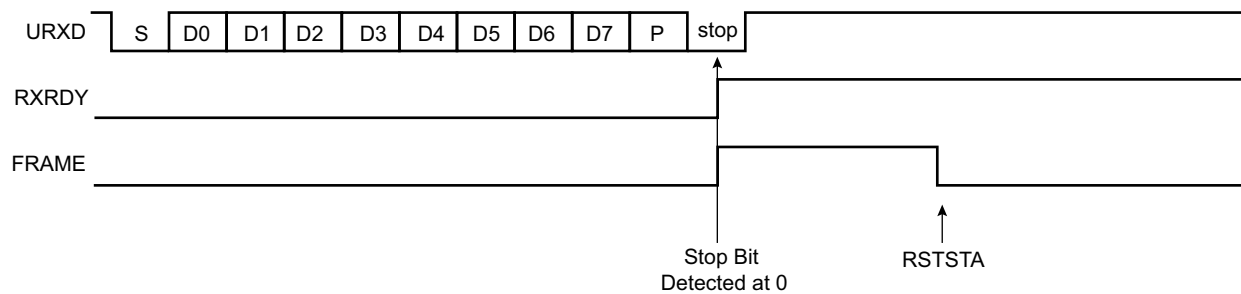 URXD S D0 D1 D2 D3 D4 D5 D6 D7 P stop
RXRDY
FRAME
Stop Bit
Detected at 0
RSTSTA